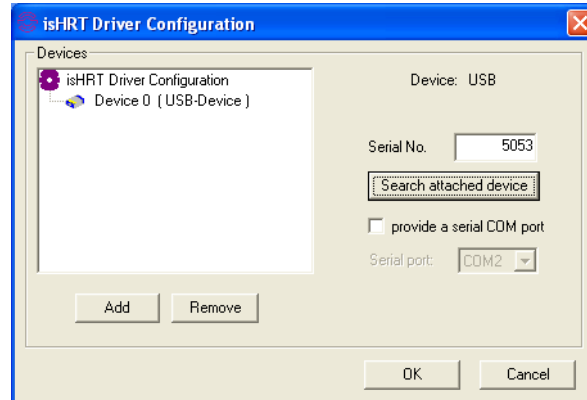 isHRT Driver Configuration
Devices
isHRT Driver Configuration
Device 0 ( USB-Device )
Device: USB
Serial No. 5053
Search attached device
provide a serial COM port
Serial port: COM2
Add Remove
OK Cancel